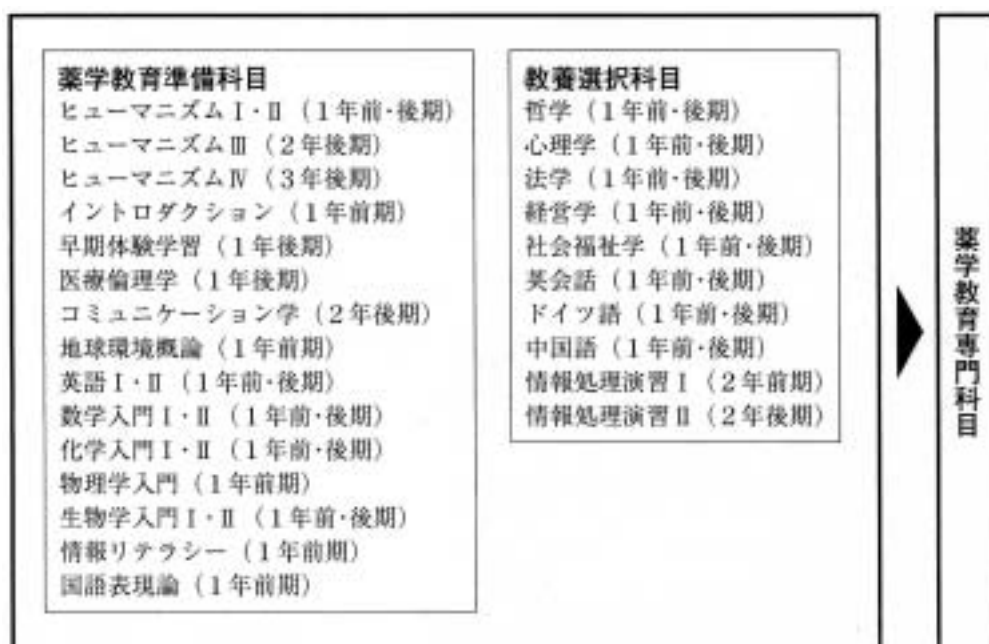 薬学教育準備科目
ヒューマニズムⅠ・Ⅱ（1年前・後期）
ヒューマニズムⅢ（2年後期）
ヒューマニズムⅣ（3年後期）
イントロダクション（1年前期）
早期体験学習（1年後期）
医療倫理学（1年後期）
コミュニケーション学（2年後期）
地球環境概論（1年前期）
英語Ⅰ・Ⅱ（1年前・後期）
数学入門Ⅰ・Ⅱ（1年前・後期）
化学入門Ⅰ・Ⅱ（1年前・後期）
物理学入門（1年前期）
生物学入門Ⅰ・Ⅱ（1年前・後期）
情報リテラシー（1年前期）
国語表現論（1年前期）
教養選択科目
哲学（1年前・後期）
心理学（1年前・後期）
法学（1年前・後期）
経営学（1年前・後期）
社会福祉学（1年前・後期）
英会話（1年前・後期）
ドイツ語（1年前・後期）
中国語（1年前・後期）
情報処理演習Ⅰ（2年前期）
情報処理演習Ⅱ（2年後期）
薬学教育専門科目